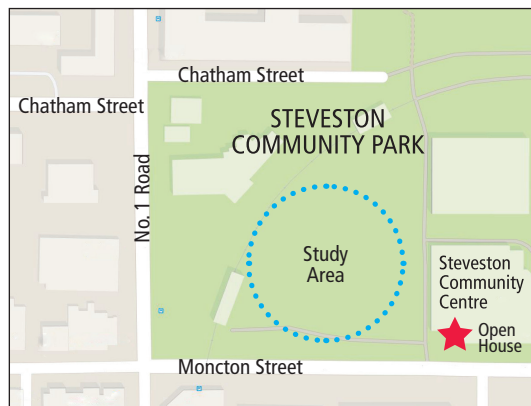 Chatham Street
Chatham Street
STEVESTON
COMMUNITY PARK
No. 1 Road
Study
Area
Steveston
Community
Centre
Open
House
Moncton Street